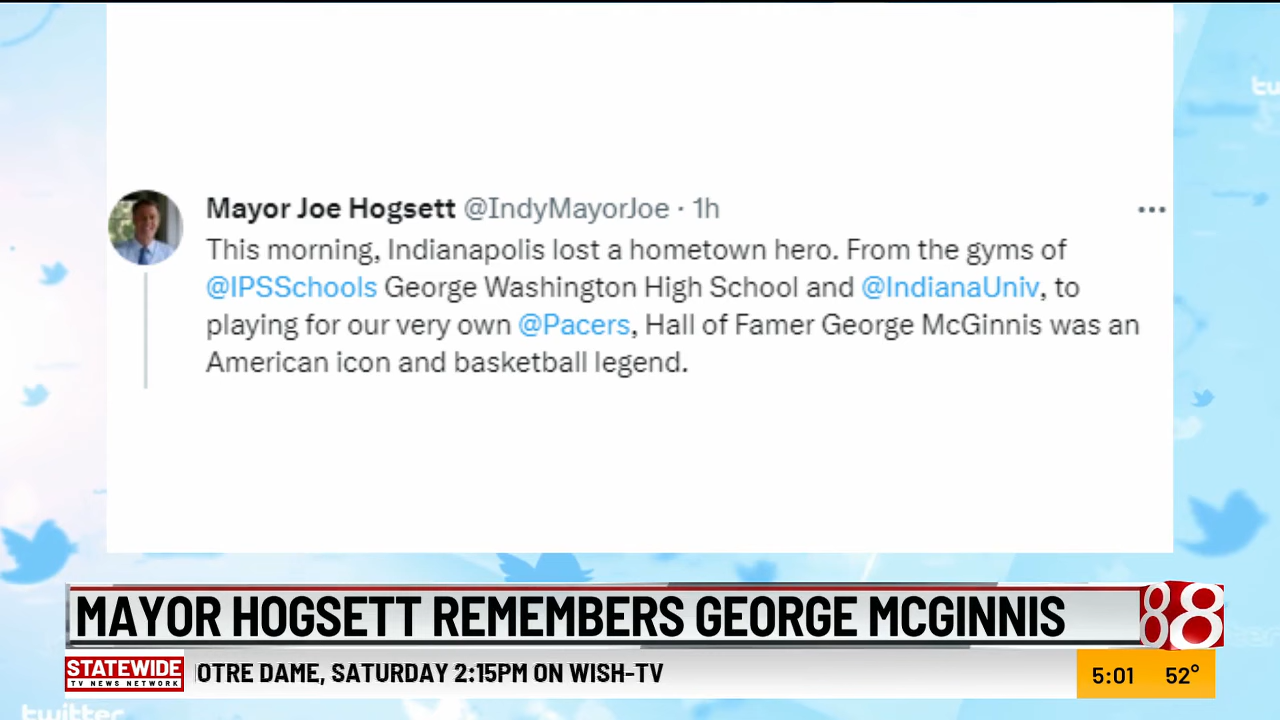 Mayor Joe Hogsett @IndyMayorJoe · 1h
This morning, Indianapolis lost a hometown hero. From the gyms of
@IPSSchools George Washington High School and @IndianaUniv, to
playing for our very own @Pacers, Hall of Famer George McGinnis was an
American icon and basketball legend.
MAYOR HOGSETT REMEMBERS GEORGE MCGINNIS
8
STATEWIDE
TV NEWS NETWORK
OTRE DAME, SATURDAY 2:15PM ON WISH-TV
5:01 52°
twitter